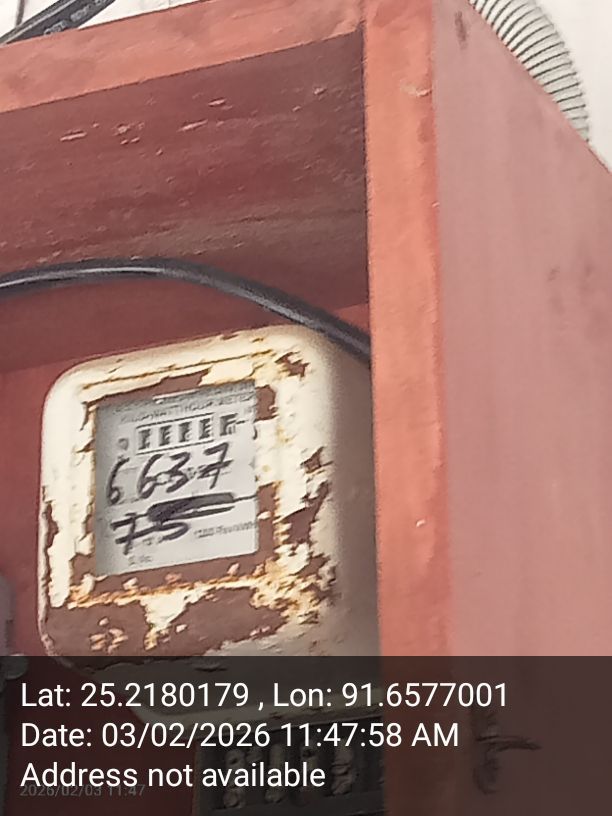 KILOWATTHOUR METER
6637
75
Lat: 25.2180179 , Lon: 91.6577001
Date: 03/02/2026 11:47:58 AM
Address not available
2026/02/03 11:47